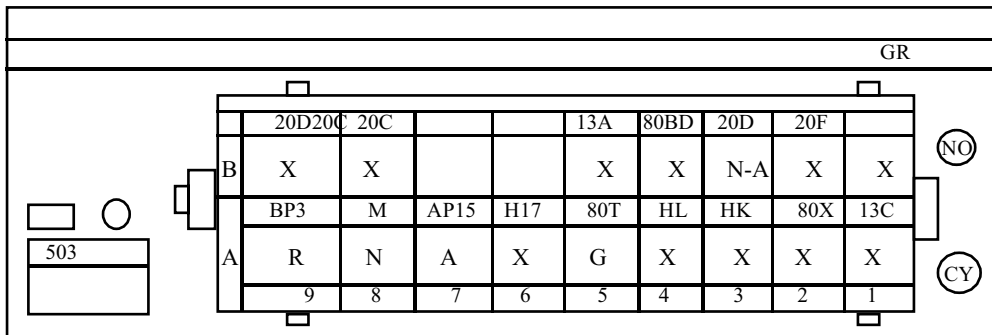 GR
20D20C 20C 13A 80BD 20D 20F
NO
B X X X X N-A X X
BP3 M AP15 H17 80T HL HK 80X 13C
503
A R N A X G X X X X
CY
9 8 7 6 5 4 3 2 1